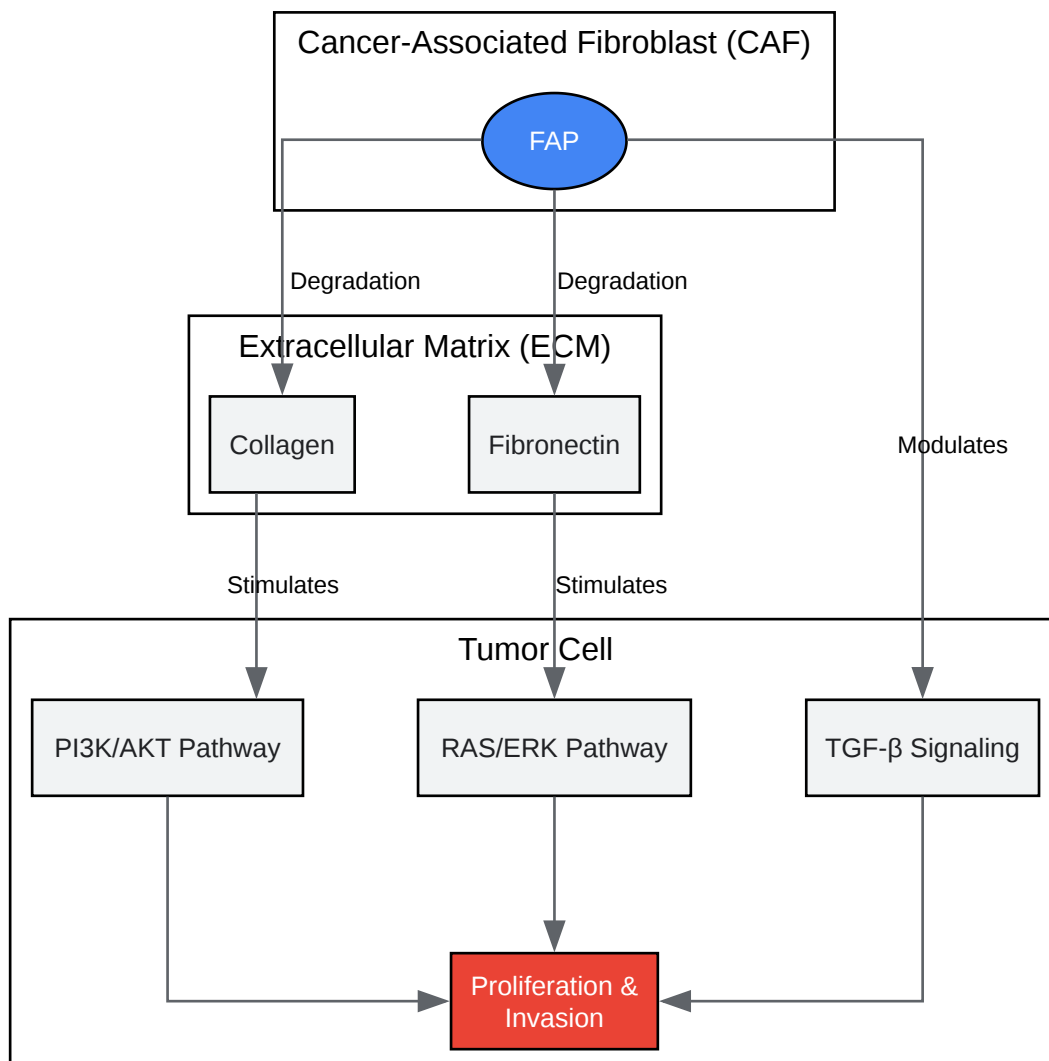 Cancer-Associated Fibroblast (CAF)
FAP
Degradation
Degradation
Extracellular Matrix (ECM)
Collagen
Fibronectin
Modulates
Stimulates
Stimulates
Tumor Cell
PI3K/AKT Pathway
RAS/ERK Pathway
TGF-β Signaling
Proliferation &
Invasion